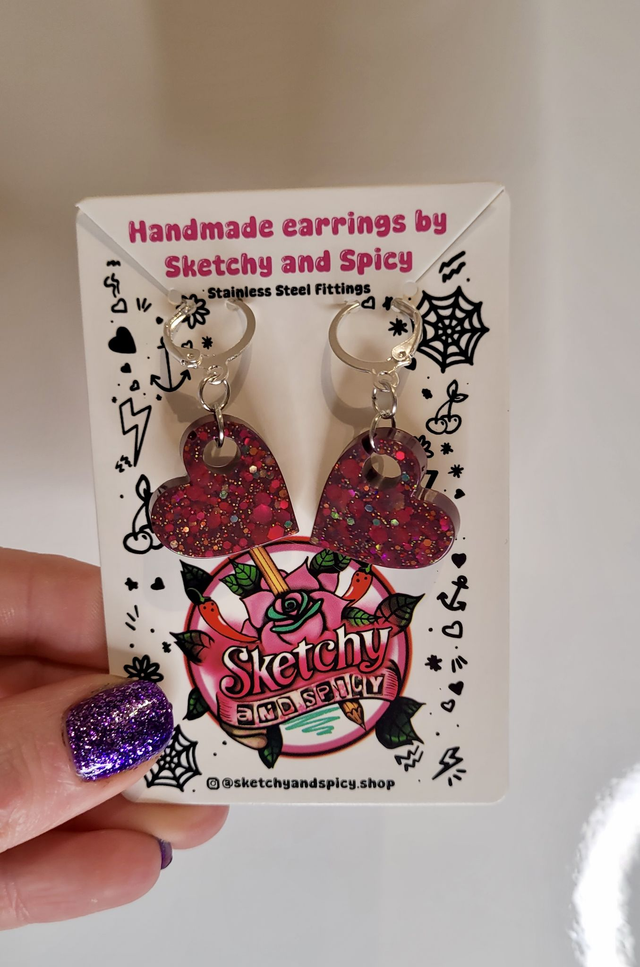 Handmade earrings by
Sketchy and Spicy
Stainless Steel Fittings
Sketchy
AND SPICY
@sketchyandspicy.shop